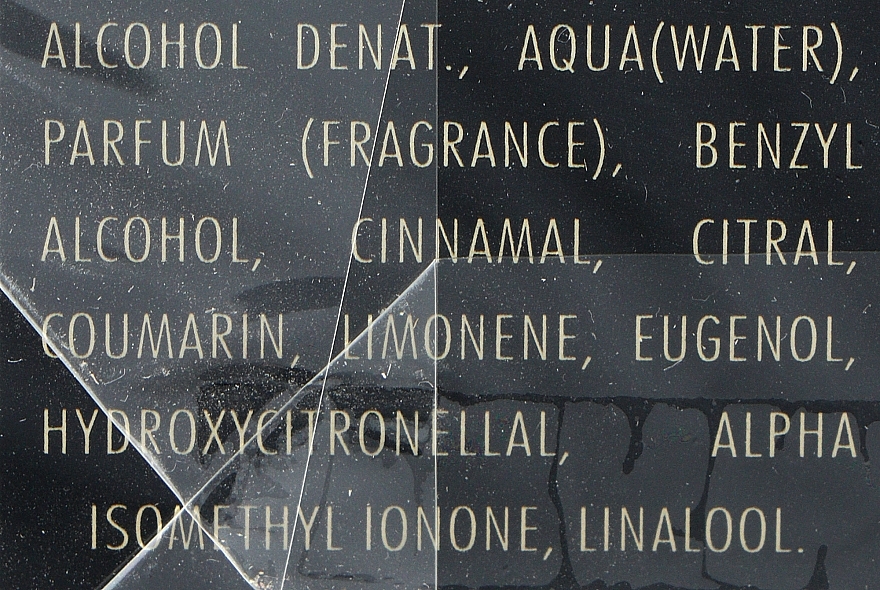 ALCOHOL DENAT., AQUA(WATER),
PARFUM (FRAGRANCE), BENZYL
ALCOHOL, CINNAMAL, CITRAL,
COUMARIN, LIMONENE, EUGENOL,
HYDROXYCITRONELLAL, ALPHA
ISOMETHYL IONONE, LINALOOL.